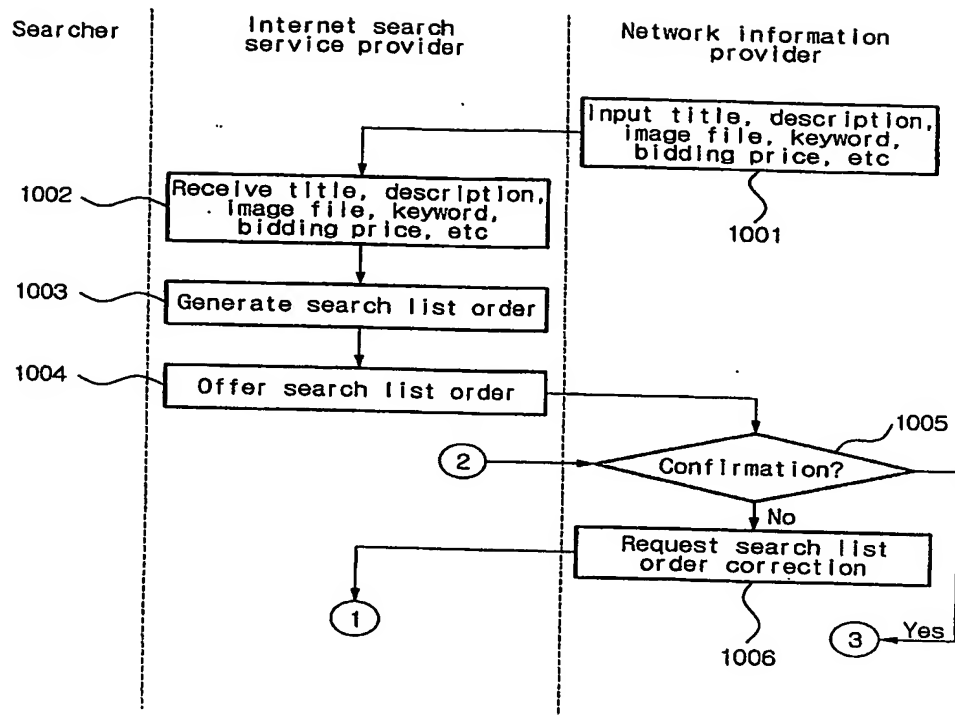 Searcher
Internet search
service provider
Network information
provider
Input title, description,
image file, keyword,
bidding price, etc
1001
1002
Receive title, description,
image file, keyword,
bidding price, etc
1003
Generate search list order
1004
Offer search list order
1005
2
Confirmation?
No
Request search list
order correction
1
3
Yes
1006